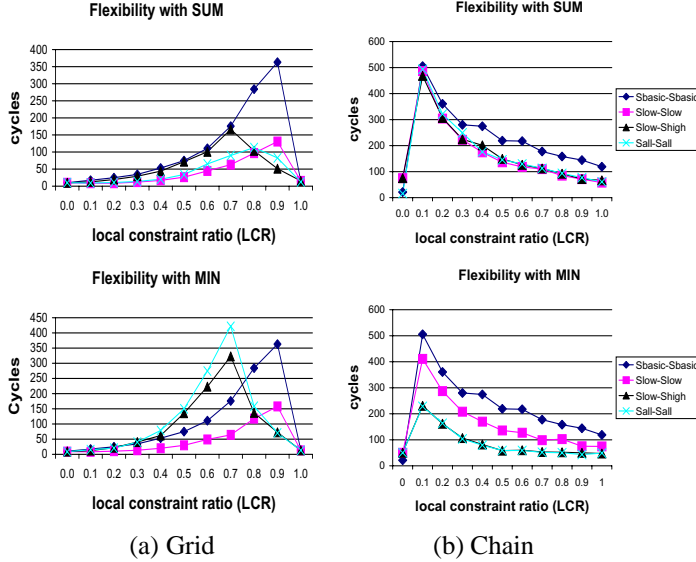 Flexibility with SUM
400
350
300
250
200
150
100
50
0
cycles
0.0 0.1 0.2 0.3 0.4 0.5 0.6 0.7 0.8 0.9 1.0
local constraint ratio (LCR)
Flexibility with SUM
600
500
400
300
200
100
0
cycles
0.0 0.1 0.2 0.3 0.4 0.5 0.6 0.7 0.8 0.9 1.0
local constraint ratio (LCR)
Sbasic-Sbasic
Slow-Slow
Slow-Shigh
Sall-Sall
Flexibility with MIN
450
400
350
300
250
200
150
100
50
0
Cycles
0.0 0.1 0.2 0.3 0.4 0.5 0.6 0.7 0.8 0.9 1.0
local constraint ratio (LCR)
Flexibility with MIN
600
500
400
300
200
100
0
cycles
0 0.1 0.2 0.3 0.4 0.5 0.6 0.7 0.8 0.9 1
local constraint ratio (LCR)
Sbasic-Sbasic
Slow-Slow
Slow-Shigh
Sall-Sall
(a) Grid
(b) Chain